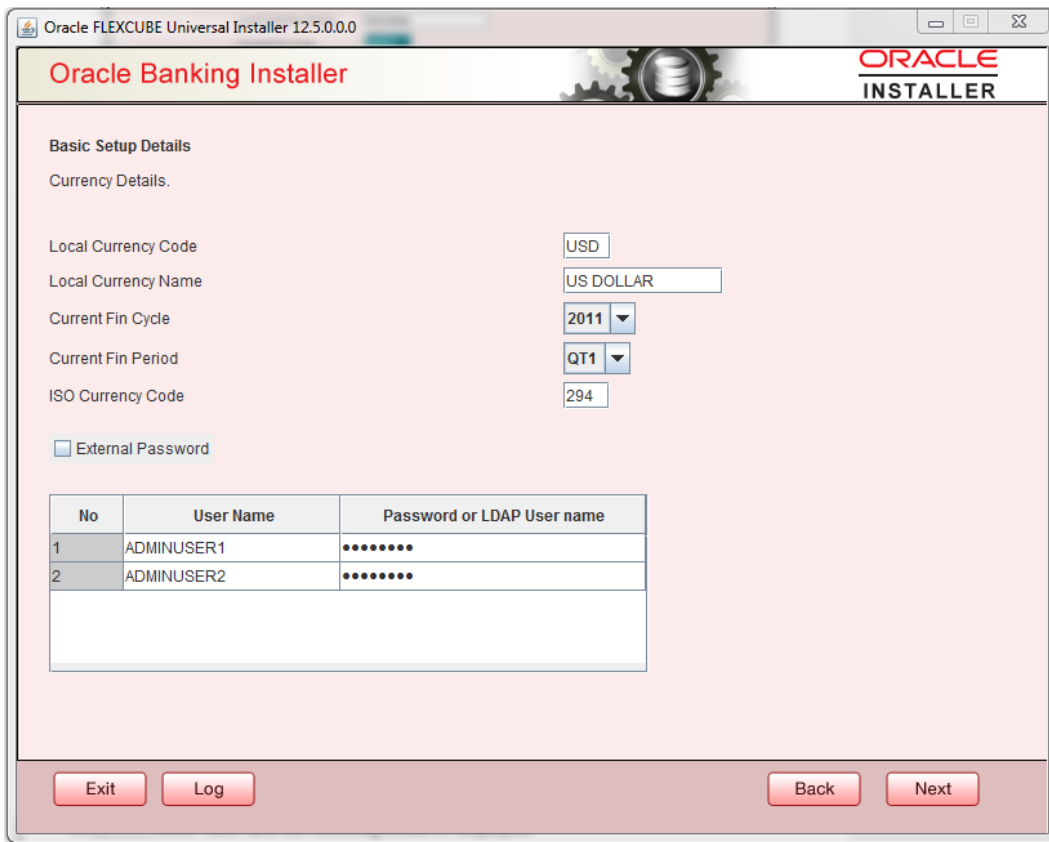 Oracle FLEXCUBE Universal Installer 12.5.0.0.0
Oracle Banking Installer
ORACLE
INSTALLER
Basic Setup Details
Currency Details.
Local Currency Code USD
Local Currency Name US DOLLAR
Current Fin Cycle 2011
Current Fin Period QT1
ISO Currency Code 294
External Password
No User Name Password or LDAP User name
1 ADMINUSER1 ••••••••
2 ADMINUSER2 ••••••••
Exit Log Back Next